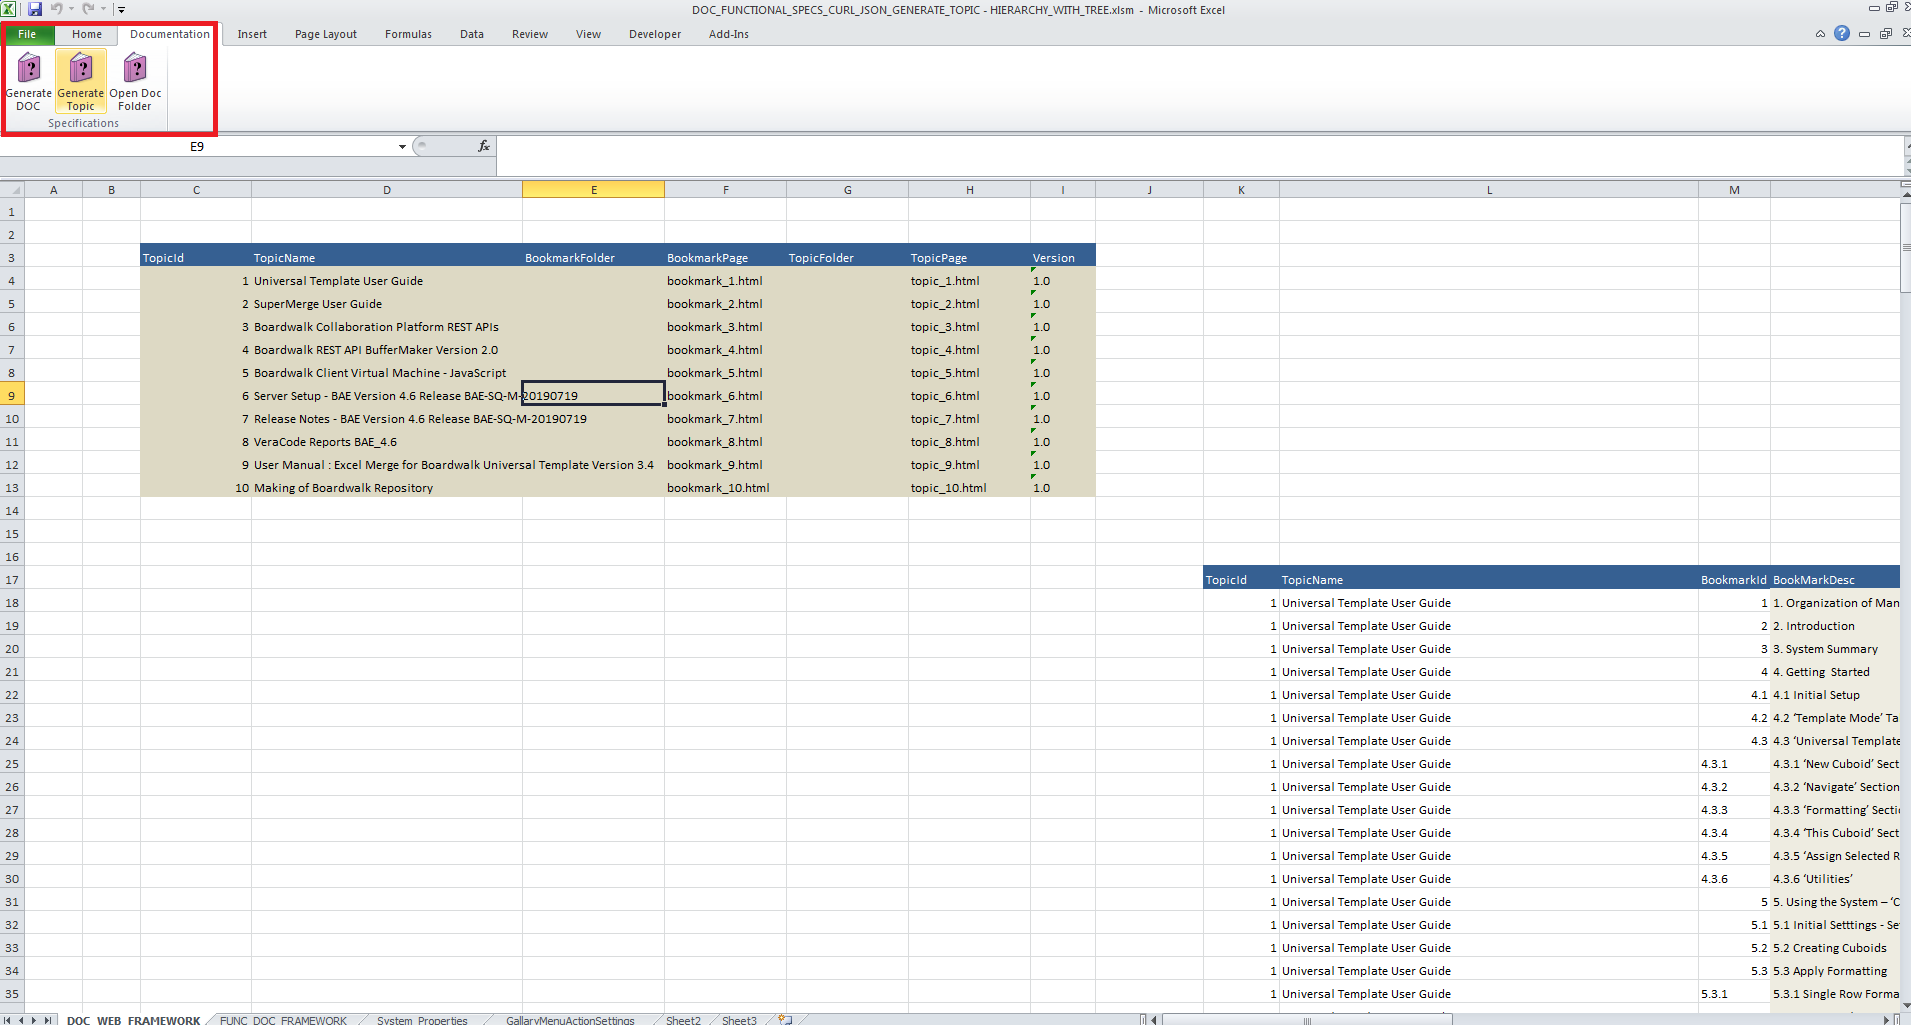 DOC_FUNCTIONAL_SPECS_CURL_JSON_GENERATE_TOPIC - HIERARCHY_WITH_TREE.xlsm - Microsoft Excel
File Home Documentation Insert Page Layout Formulas Data Review View Developer Add-Ins
Generate DOC
Generate Topic
Open Doc Folder
Specifications
E9 fx
A B C D E F G H I J K L M
1
2
3 TopicId TopicName BookmarkFolder BookmarkPage TopicFolder TopicPage Version
4 1 Universal Template User Guide bookmark_1.html topic_1.html 1.0
5 2 SuperMerge User Guide bookmark_2.html topic_2.html 1.0
6 3 Boardwalk Collaboration Platform REST APIs bookmark_3.html topic_3.html 1.0
7 4 Boardwalk REST API BufferMaker Version 2.0 bookmark_4.html topic_4.html 1.0
8 5 Boardwalk Client Virtual Machine - JavaScript bookmark_5.html topic_5.html 1.0
9 6 Server Setup - BAE Version 4.6 Release BAE-SQ-M-20190719 bookmark_6.html topic_6.html 1.0
10 7 Release Notes - BAE Version 4.6 Release BAE-SQ-M-20190719 bookmark_7.html topic_7.html 1.0
11 8 VeraCode Reports BAE_4.6 bookmark_8.html topic_8.html 1.0
12 9 User Manual : Excel Merge for Boardwalk Universal Template Version 3.4 bookmark_9.html topic_9.html 1.0
13 10 Making of Boardwalk Repository bookmark_10.html topic_10.html 1.0
14
15
16
17 TopicId TopicName BookmarkId BookMarkDesc
18 1 Universal Template User Guide 1 1. Organization of Man
19 1 Universal Template User Guide 2 2. Introduction
20 1 Universal Template User Guide 3 3. System Summary
21 1 Universal Template User Guide 4 4. Getting Started
22 1 Universal Template User Guide 4.1 4.1 Initial Setup
23 1 Universal Template User Guide 4.2 4.2 ‘Template Mode’ Ta
24 1 Universal Template User Guide 4.3 4.3 ‘Universal Template
25 1 Universal Template User Guide 4.3.1 4.3.1 ‘New Cuboid’ Sect
26 1 Universal Template User Guide 4.3.2 4.3.2 ‘Navigate’ Section
27 1 Universal Template User Guide 4.3.3 4.3.3 ‘Formatting’ Secti
28 1 Universal Template User Guide 4.3.4 4.3.4 ‘This Cuboid’ Sect
29 1 Universal Template User Guide 4.3.5 4.3.5 ‘Assign Selected R
30 1 Universal Template User Guide 4.3.6 4.3.6 ‘Utilities’
31 1 Universal Template User Guide 5 5. Using the System – ‘C
32 1 Universal Template User Guide 5.1 5.1 Initial Setttings - Se
33 1 Universal Template User Guide 5.2 5.2 Creating Cuboids
34 1 Universal Template User Guide 5.3 5.3 Apply Formatting
35 1 Universal Template User Guide 5.3.1 5.3.1 Single Row Forma
DOC_WEB_FRAMEWORK FUNC_DOC_FRAMEWORK System_Properties GallaryMenuActionSettings Sheet2 Sheet3